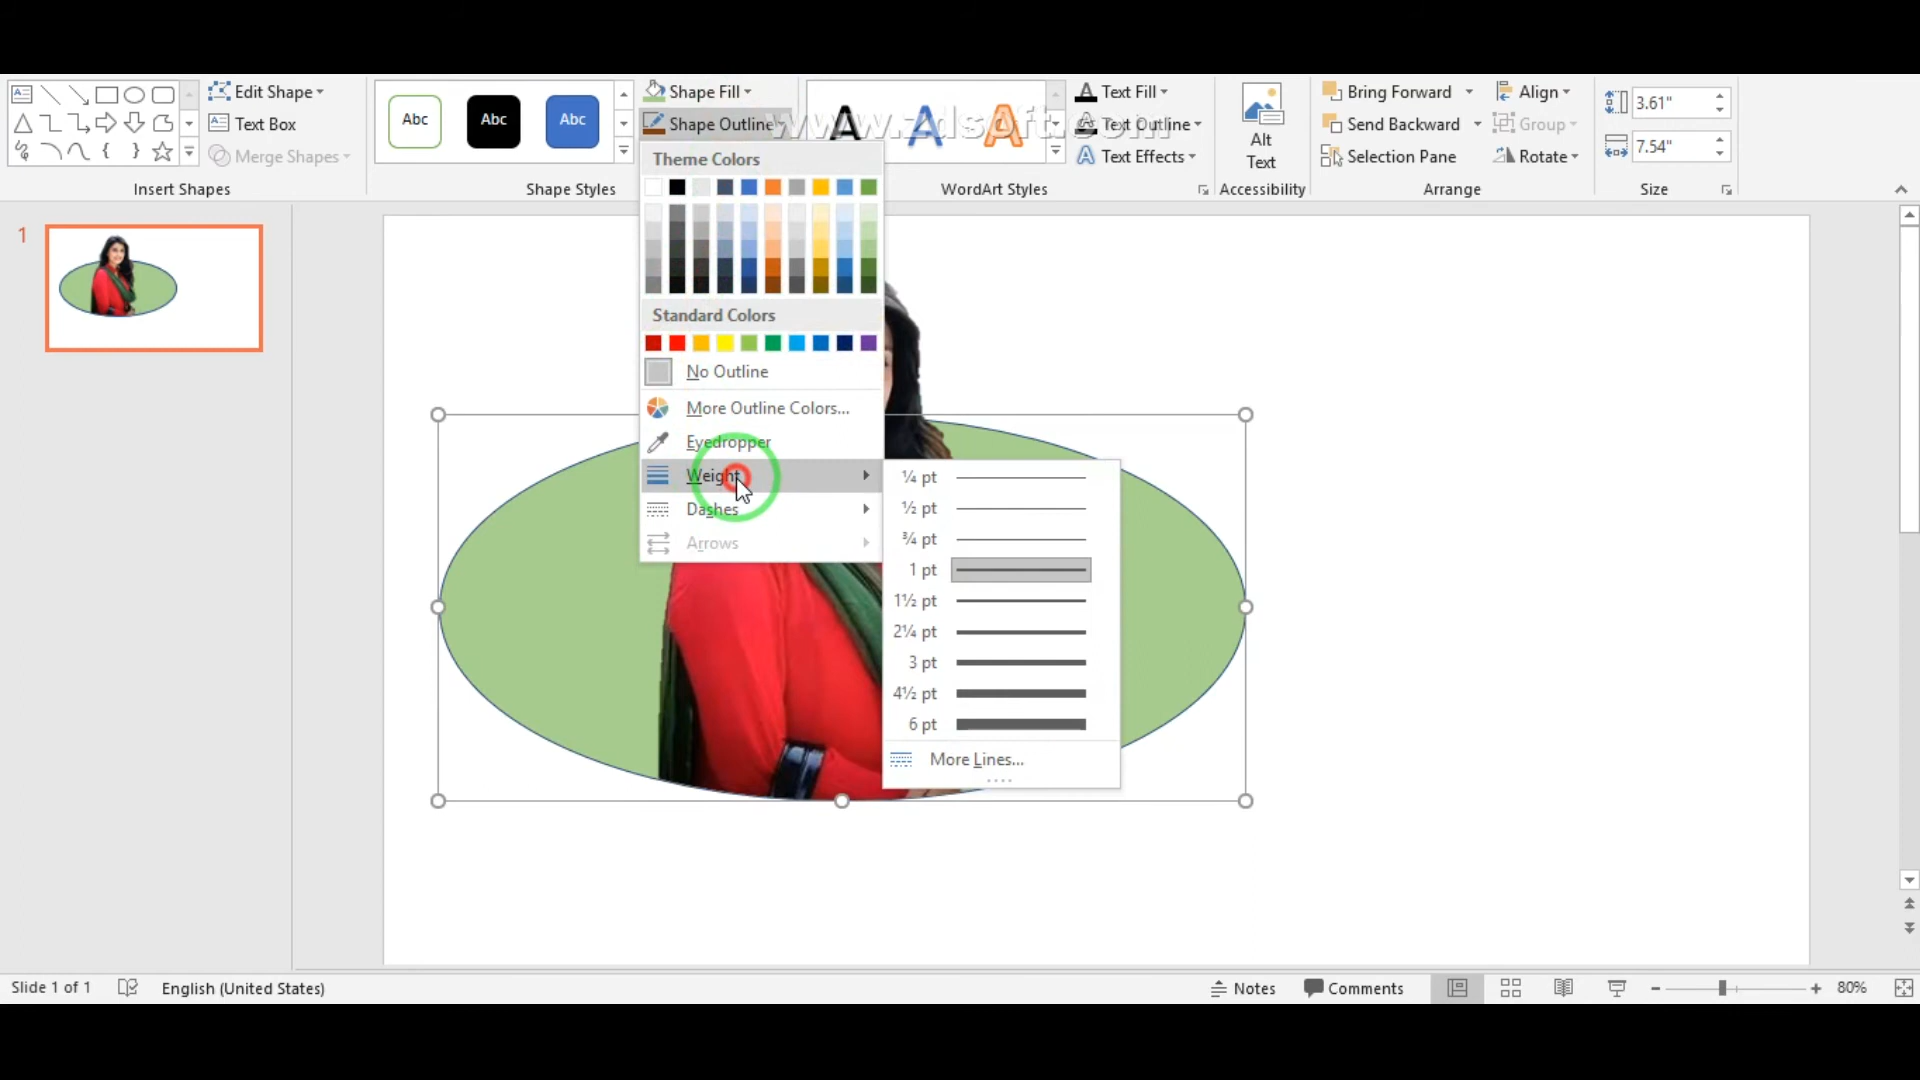 Edit Shape
Text Box
Merge Shapes
Insert Shapes
Abc Abc Abc
Shape Styles
Shape Fill
Shape Outline
www.zdsoft.com
A A A
WordArt Styles
Text Fill
Text Outline
Text Effects
Alt
Text
Accessibility
Bring Forward
Send Backward
Selection Pane
Align
Group
Rotate
Arrange
3.61"
7.54"
Size
1
Theme Colors
Standard Colors
No Outline
More Outline Colors...
Eyedropper
Weight
Dashes
Arrows
¼ pt
½ pt
¾ pt
1 pt
1½ pt
2¼ pt
3 pt
4½ pt
6 pt
More Lines...
Slide 1 of 1
English (United States)
Notes
Comments
80%